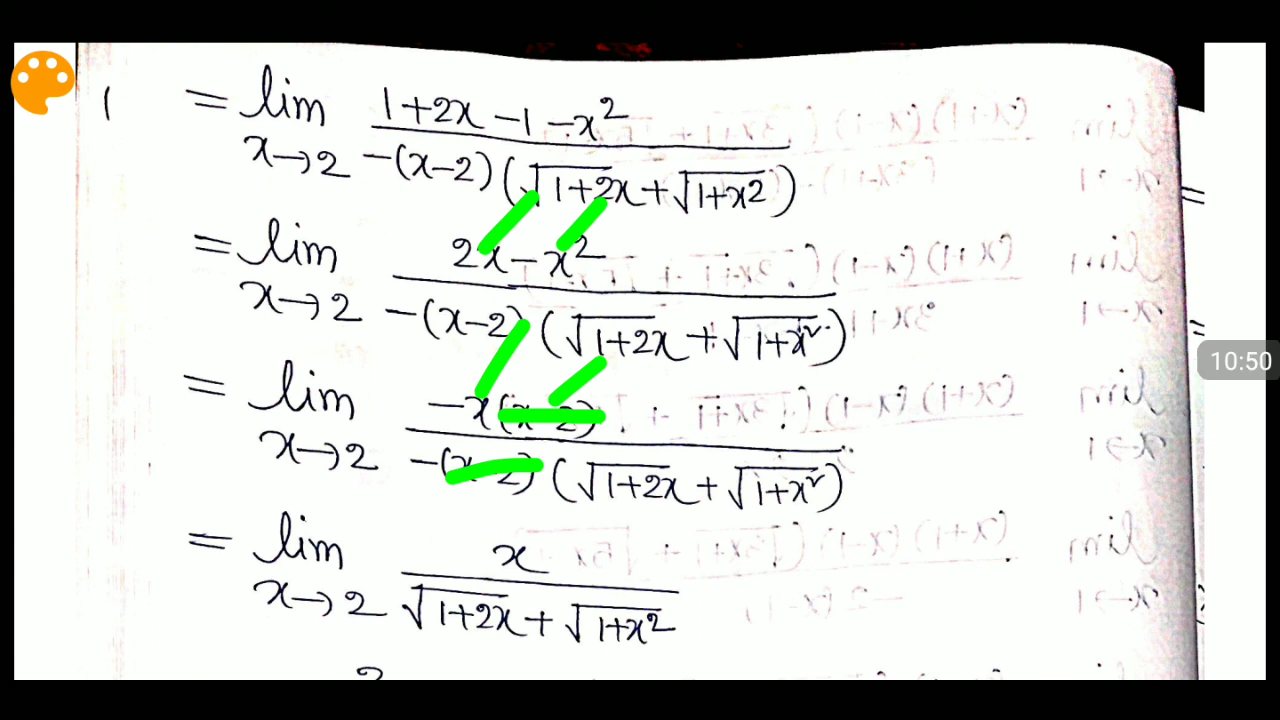 1 = lim x→2 (1+2x-1-x²) / (-(x-2)(√(1+2x)+√(1+x²)))
= lim x→2 (2x-x²) / (-(x-2)(√(1+2x)+√(1+x²)))
= lim x→2 (-x(x-2)) / (-(x-2)(√(1+2x)+√(1+x²)))
= lim x→2 x / (√(1+2x)+√(1+x²))
10:50